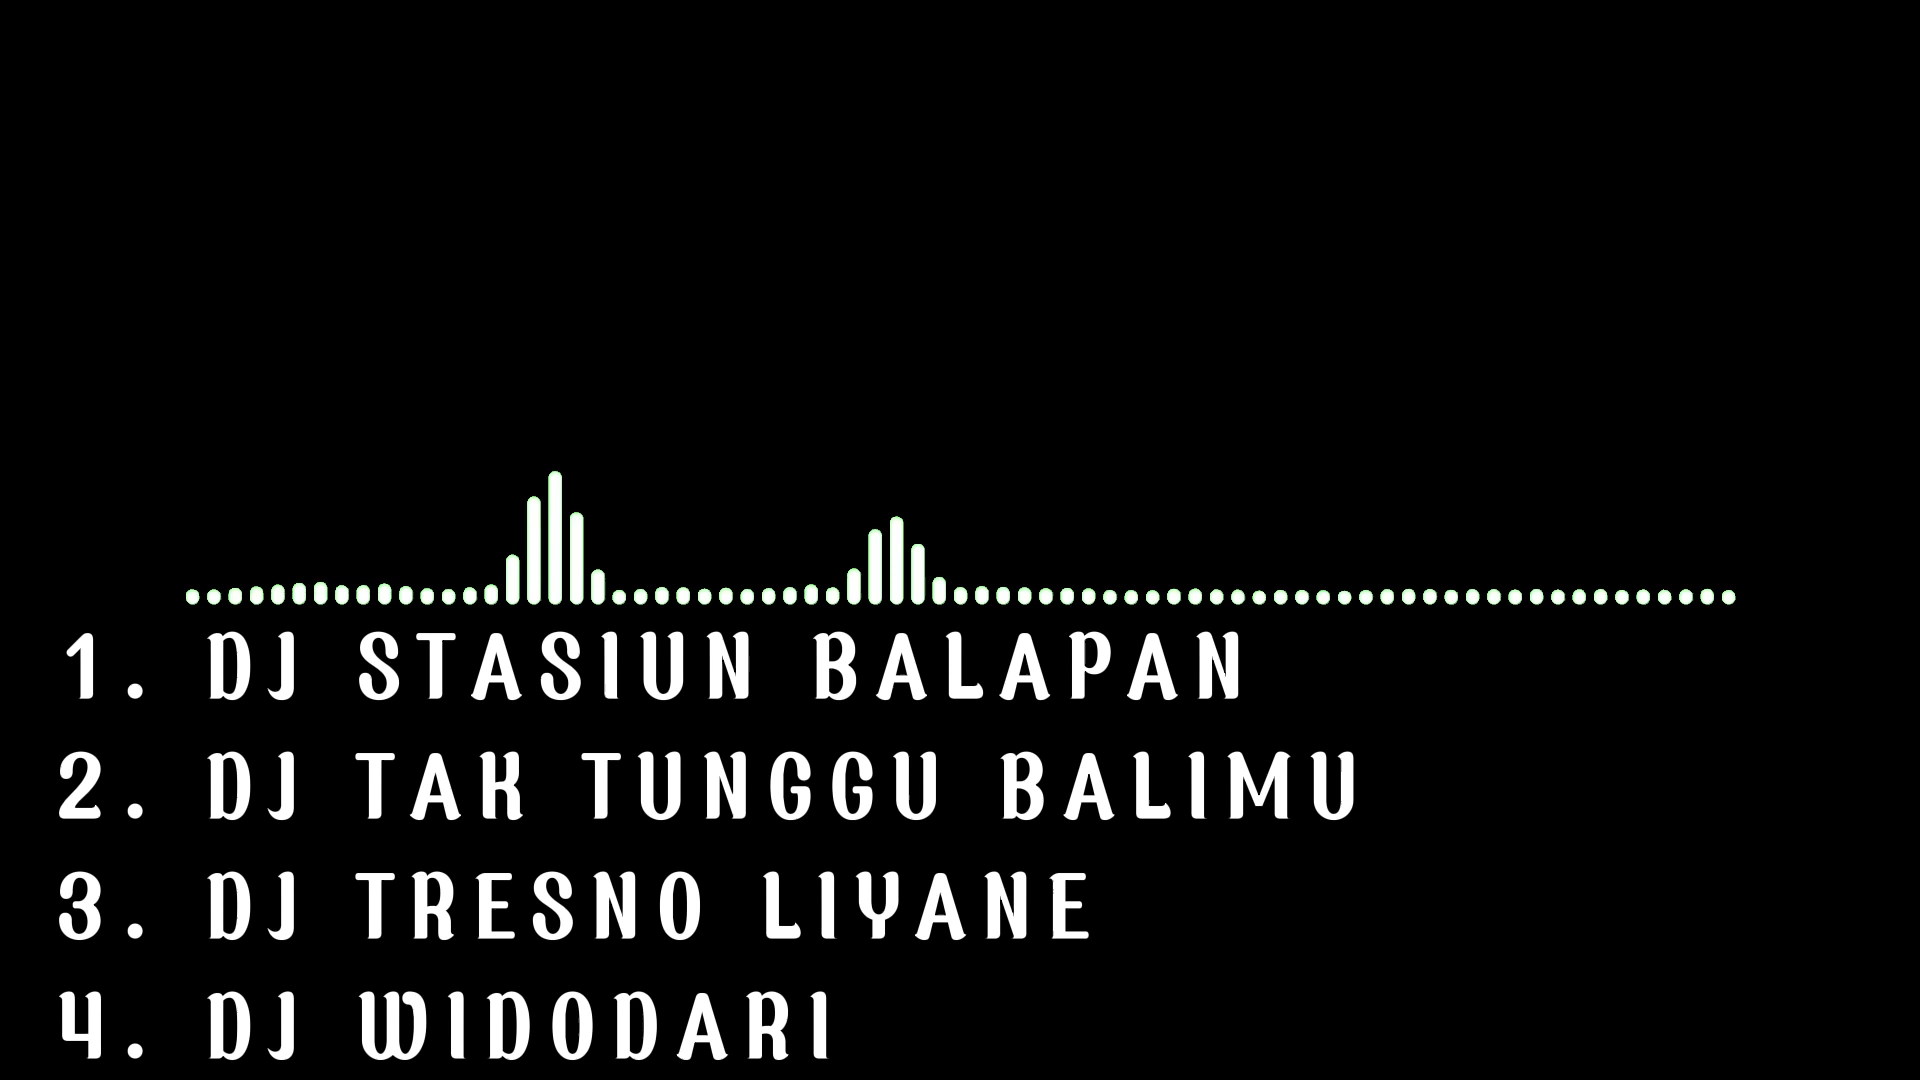 1. DJ STASIUN BALAPAN
2. DJ TAK TUNGGU BALIMU
3. DJ TRESNO LIYANE
4. DJ WIDODARI